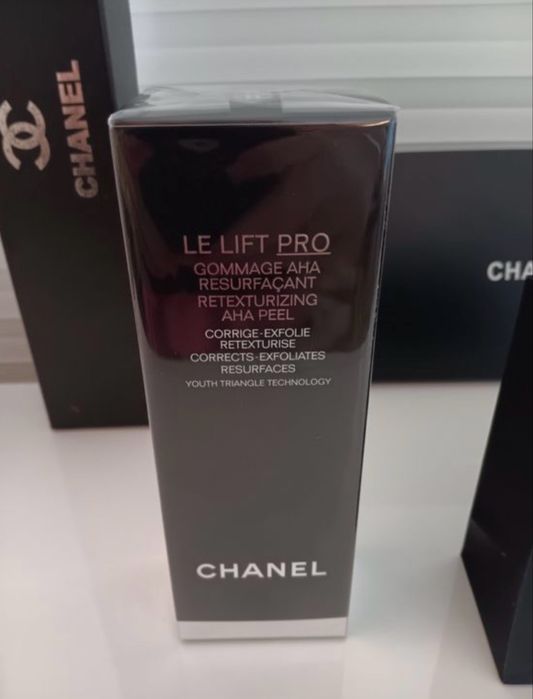 CHANEL
LE LIFT PRO
GOMMAGE AHA
RESURFAÇANT
RETEXTURIZING
AHA PEEL
CORRIGE-EXFOLIE
RETEXTURISE
CORRECTS-EXFOLIATES
RESURFACES
YOUTH TRIANGLE TECHNOLOGY
CHANEL
CHA